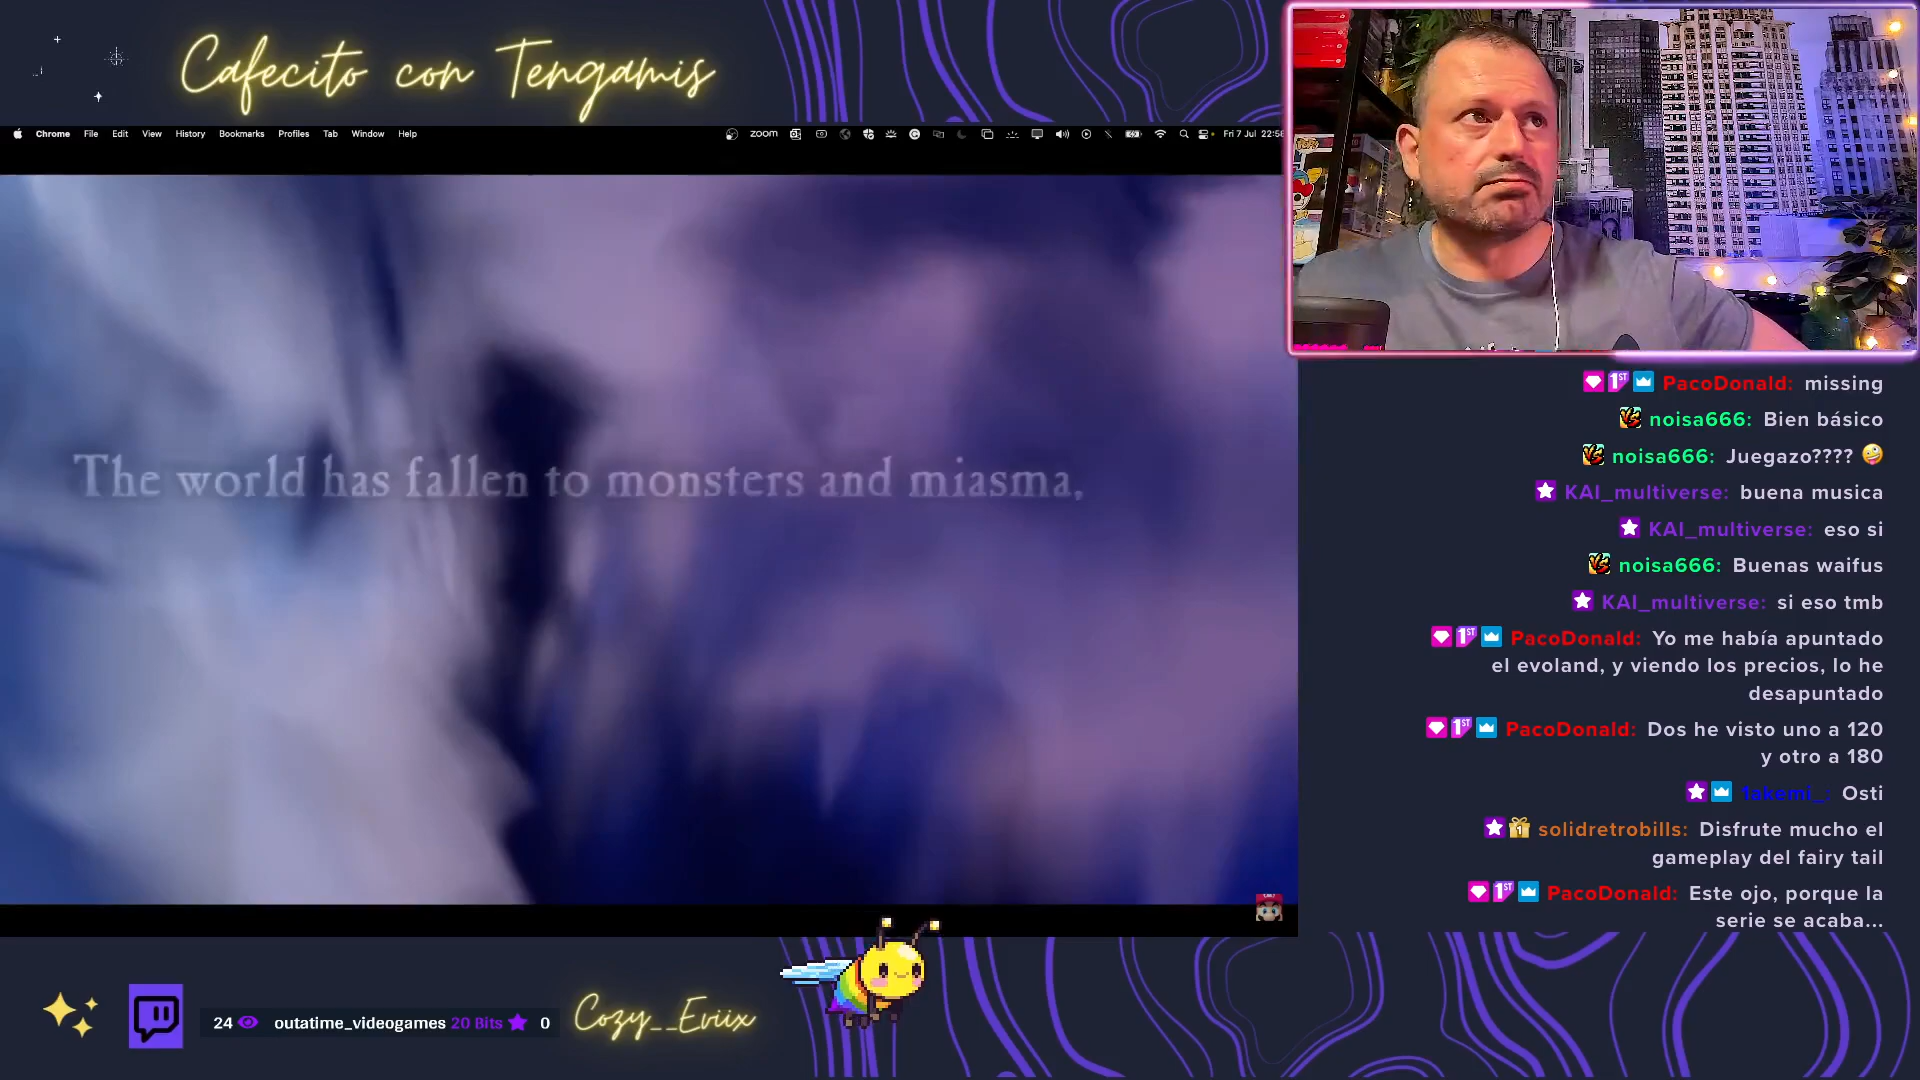 Cafecito con Tengamis
Chrome File Edit View History Bookmarks Profiles Tab Window Help
zoom Fri 7 Jul 22:58
The world has fallen to monsters and miasma,
PacoDonald: missing
noisa666: Bien básico
noisa666: Juegazo???? 🤪
KAI_multiverse: buena musica
KAI_multiverse: eso si
noisa666: Buenas waifus
KAI_multiverse: si eso tmb
PacoDonald: Yo me había apuntado
el evoland, y viendo los precios, lo he
desapuntado
PacoDonald: Dos he visto uno a 120
y otro a 180
1akemi_: Osti
solidretrobills: Disfrute mucho el
gameplay del fairy tail
PacoDonald: Este ojo, porque la
serie se acaba...
24 outatime_videogames 20 Bits 0
Cozy__Eviix